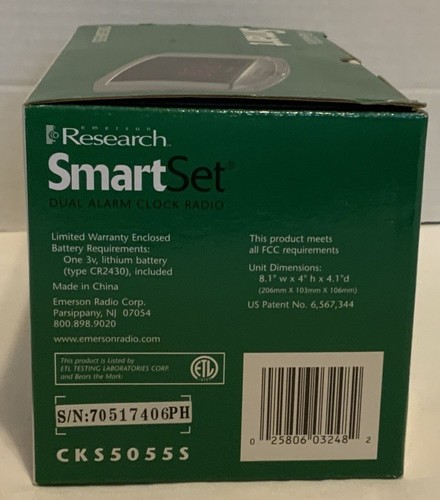 emerson
Research
SmartSet®
DUAL ALARM CLOCK RADIO
Limited Warranty Enclosed
Battery Requirements:
One 3v, lithium battery
(type CR2430), included
Made in China
Emerson Radio Corp.
Parsippany, NJ 07054
800.898.9020
www.emersonradio.com
This product is Listed by
ETL TESTING LABORATORIES CORP.
and Bears the Mark:
ETL
This product meets
all FCC requirements
Unit Dimensions:
8.1" w x 4" h x 4.1"d
(206mm X 103mm X 106mm)
US Patent No. 6,567,344
S/N:70517406PH
CKS5055S
0 25806 03248 2